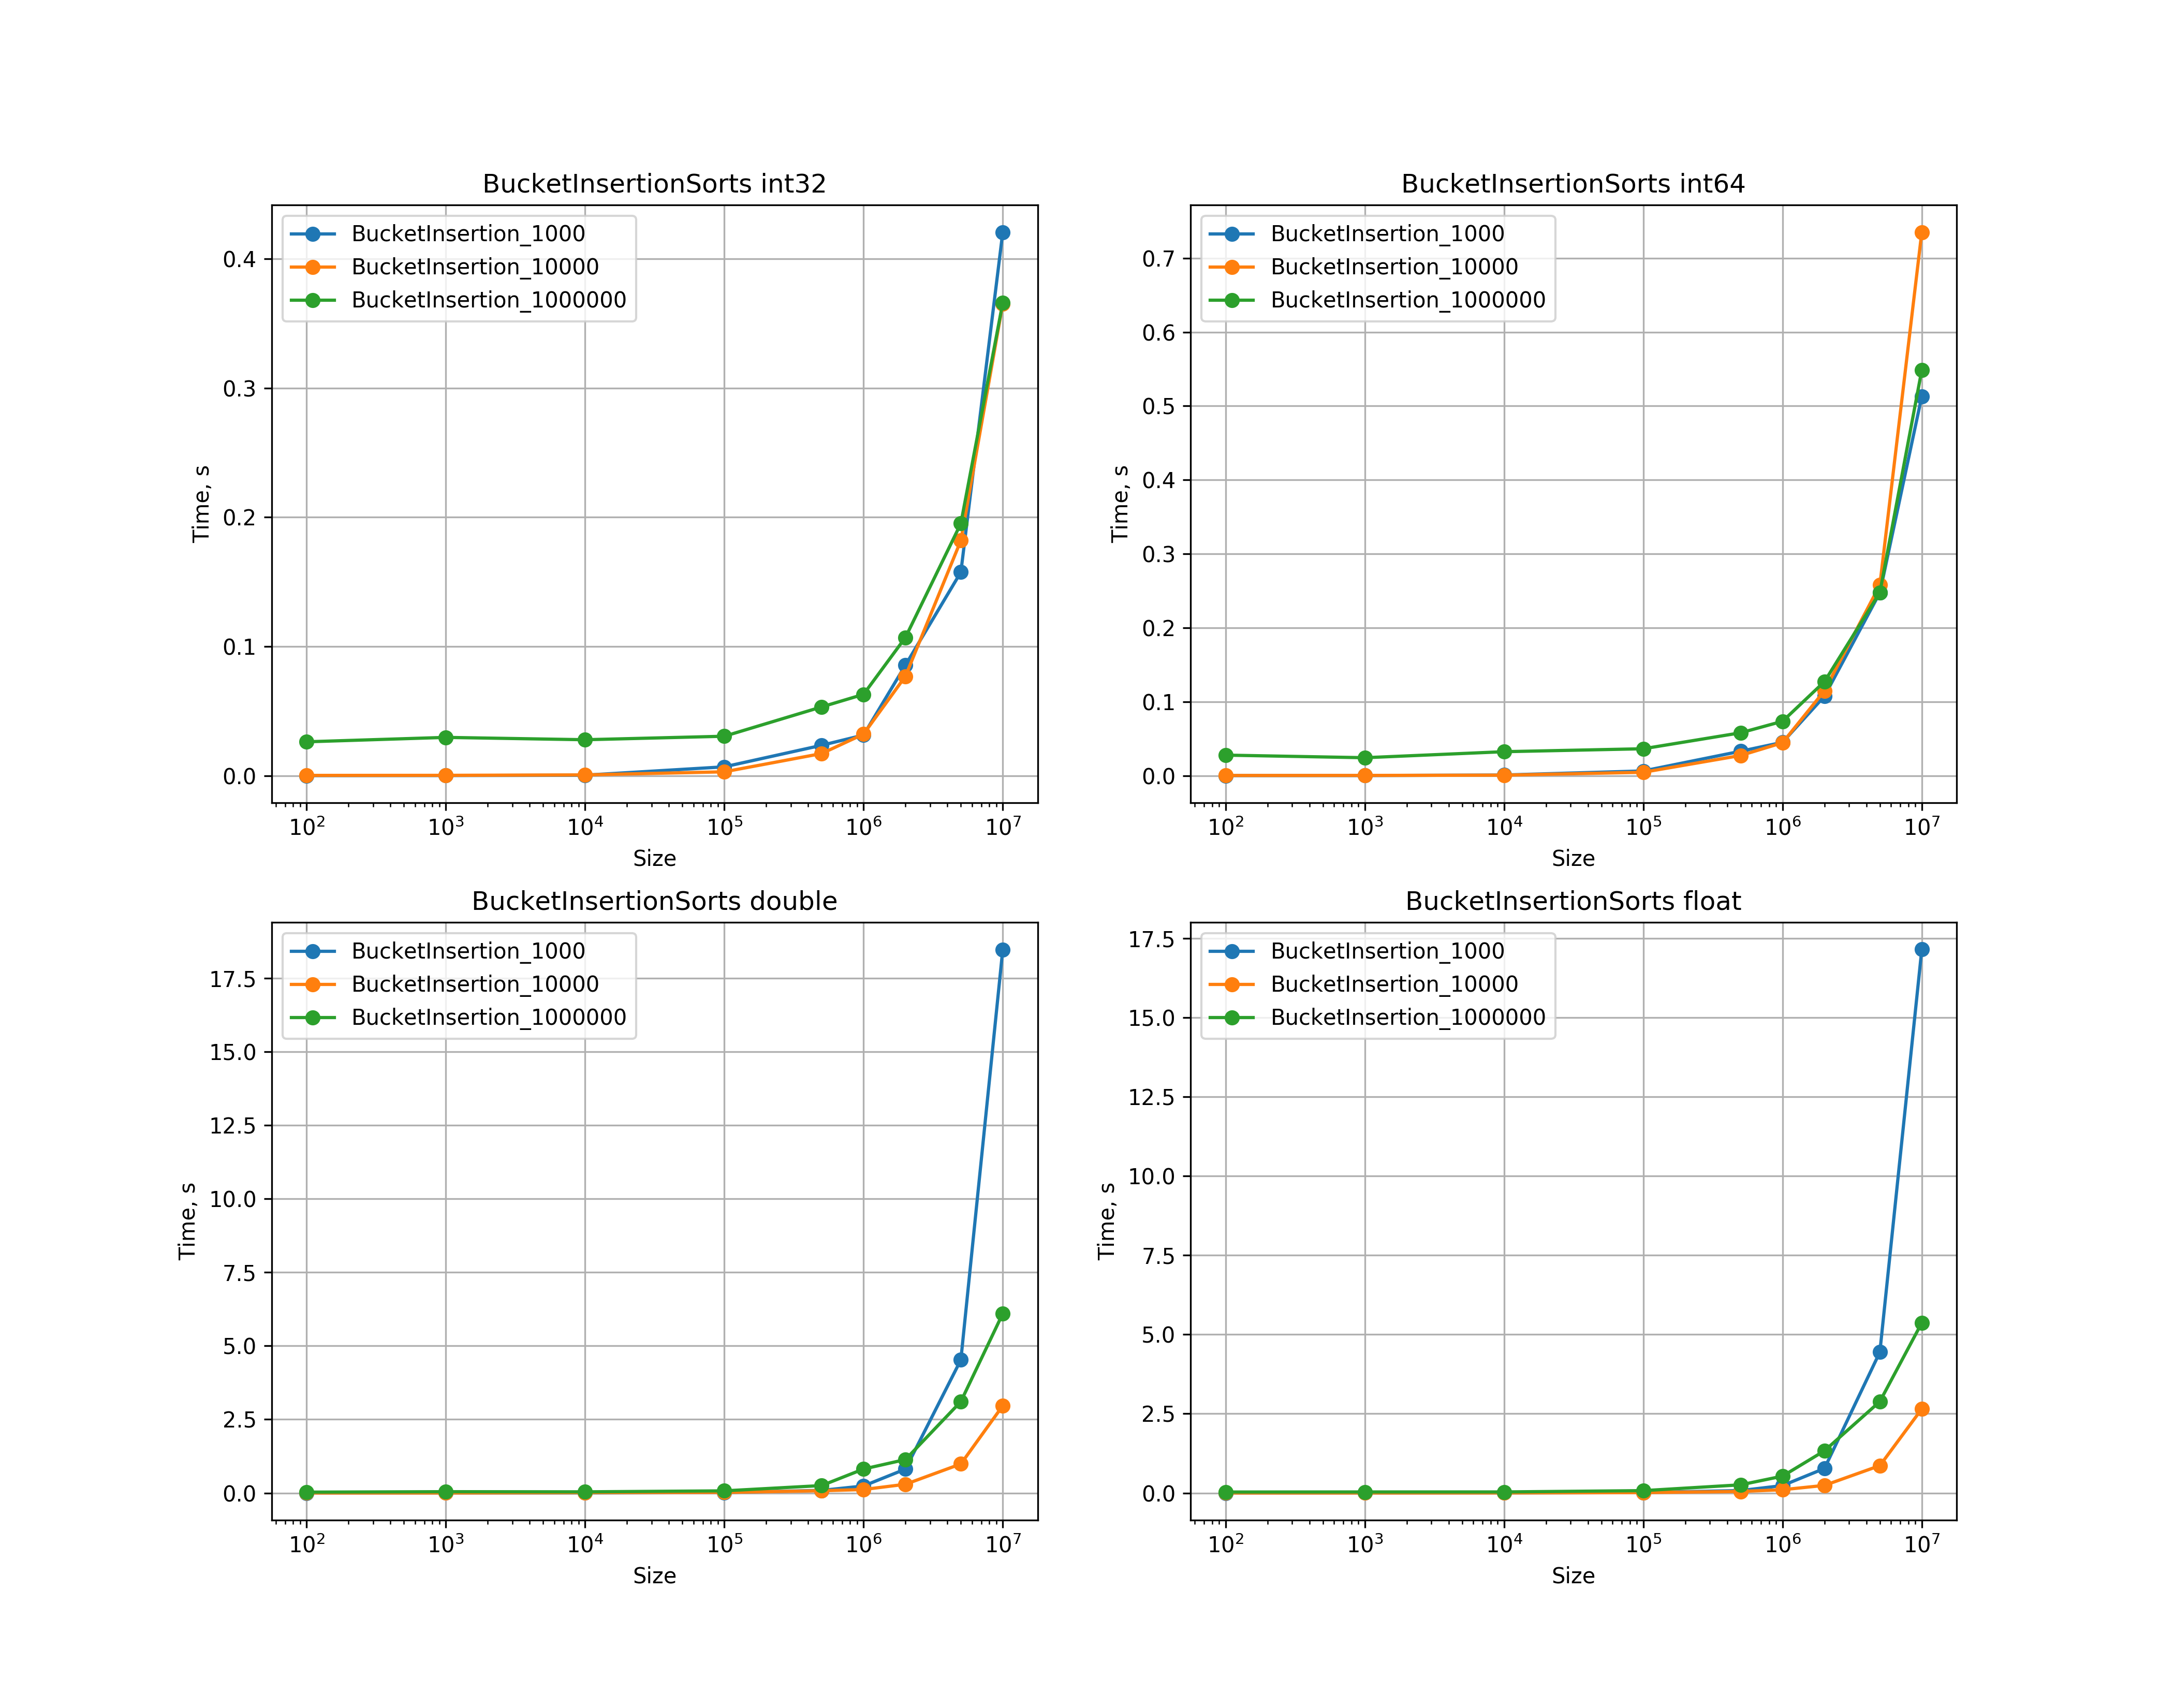 BucketInsertionSorts int32
BucketInsertion_1000
BucketInsertion_10000
BucketInsertion_1000000
0.4
0.3
0.2
0.1
0.0
Time, s
10² 10³ 10⁴ 10⁵ 10⁶ 10⁷
Size
BucketInsertionSorts int64
BucketInsertion_1000
BucketInsertion_10000
BucketInsertion_1000000
0.7
0.6
0.5
0.4
0.3
0.2
0.1
0.0
Time, s
10² 10³ 10⁴ 10⁵ 10⁶ 10⁷
Size
BucketInsertionSorts double
BucketInsertion_1000
BucketInsertion_10000
BucketInsertion_1000000
17.5
15.0
12.5
10.0
7.5
5.0
2.5
0.0
Time, s
10² 10³ 10⁴ 10⁵ 10⁶ 10⁷
Size
BucketInsertionSorts float
BucketInsertion_1000
BucketInsertion_10000
BucketInsertion_1000000
17.5
15.0
12.5
10.0
7.5
5.0
2.5
0.0
Time, s
10² 10³ 10⁴ 10⁵ 10⁶ 10⁷
Size